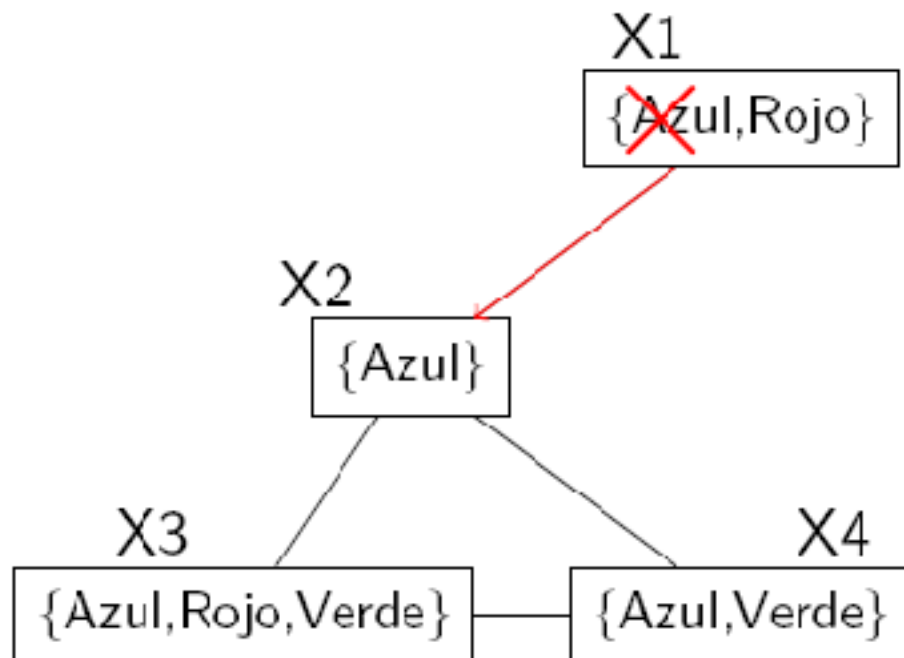 X1
{Azul,Rojo}
X2
{Azul}
X3
X4
{Azul,Rojo,Verde}
{Azul,Verde}